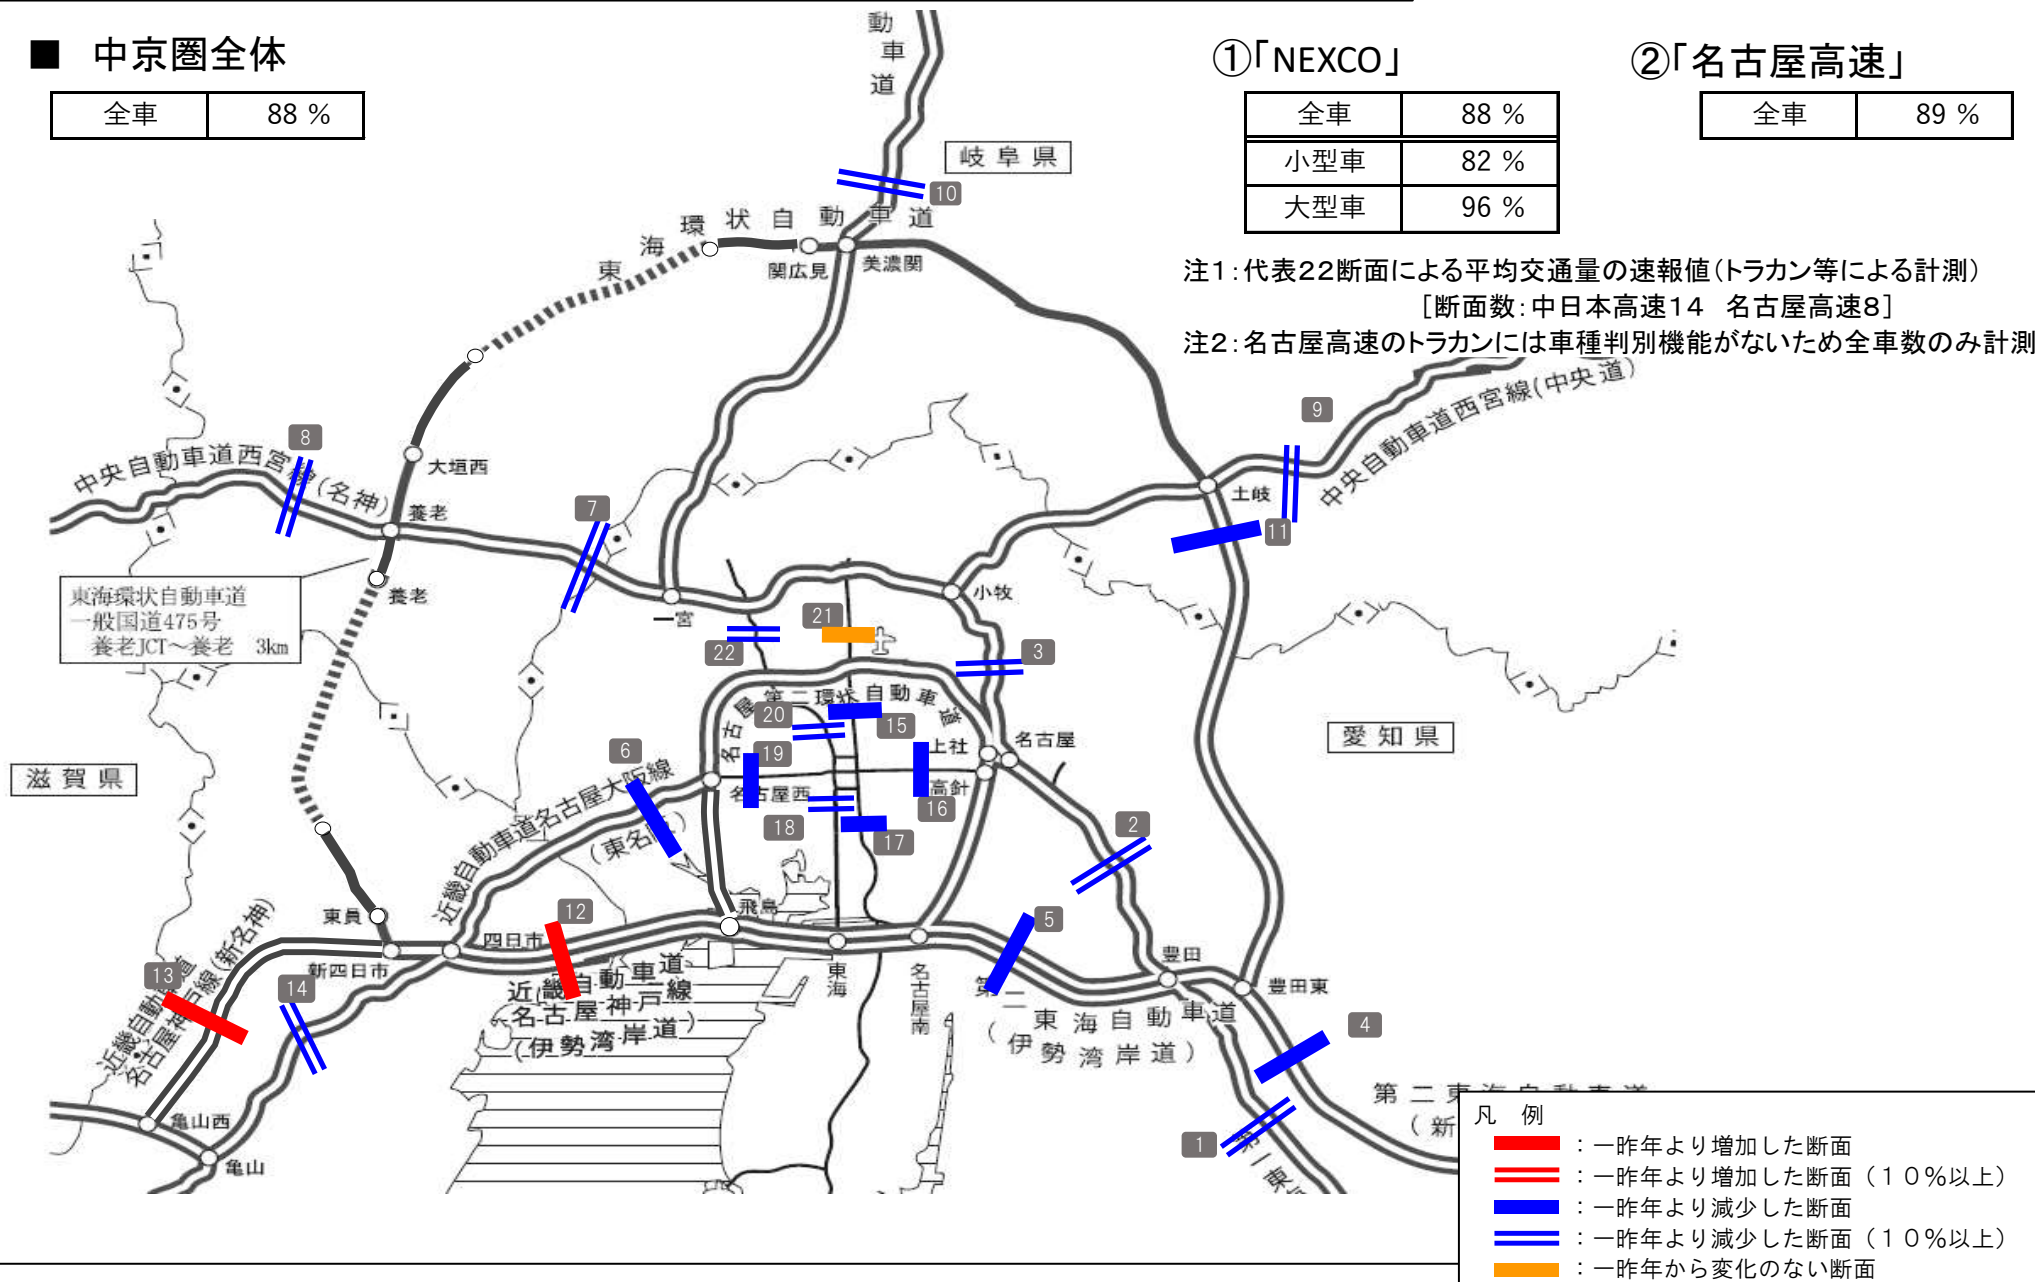 ■ 中京圏全体
全車 88 %
①「NEXCO」
全車 88 %
小型車 82 %
大型車 96 %
②「名古屋高速」
全車 89 %
注1：代表22断面による平均交通量の速報値（トラカン等による計測）
［断面数：中日本高速14　名古屋高速8］
注2：名古屋高速のトラカンには車種判別機能がないため全車数のみ計測
動車道
岐阜県
10
東海環状自動車道
関広見
美濃関
中央自動車道西宮線(中央道)
9
8
中央自動車道西宮線(名神)
大垣西
養老
7
土岐
11
養老
東海環状自動車道
一般国道475号
養老JCT～養老　3km
一宮
小牧
21
22
3
名古屋第二環状自動車道
20
15
19
上社
名古屋
愛知県
滋賀県
6
名古屋西
高針
16
18
17
2
近畿自動車道名古屋大阪線
(東名阪)
東員
飛島
12
5
四日市
新四日市
東海
名古屋南
豊田
豊田東
13
14
近畿自動車道
名古屋神戸線(新名神)
近畿自動車道
名古屋神戸線
(伊勢湾岸道)
第二東海自動車道
(伊勢湾岸道)
4
亀山西
亀山
1
第一東
第二東海自動車道
(新
凡　例
：一昨年より増加した断面
：一昨年より増加した断面（１０％以上）
：一昨年より減少した断面
：一昨年より減少した断面（１０％以上）
：一昨年から変化のない断面